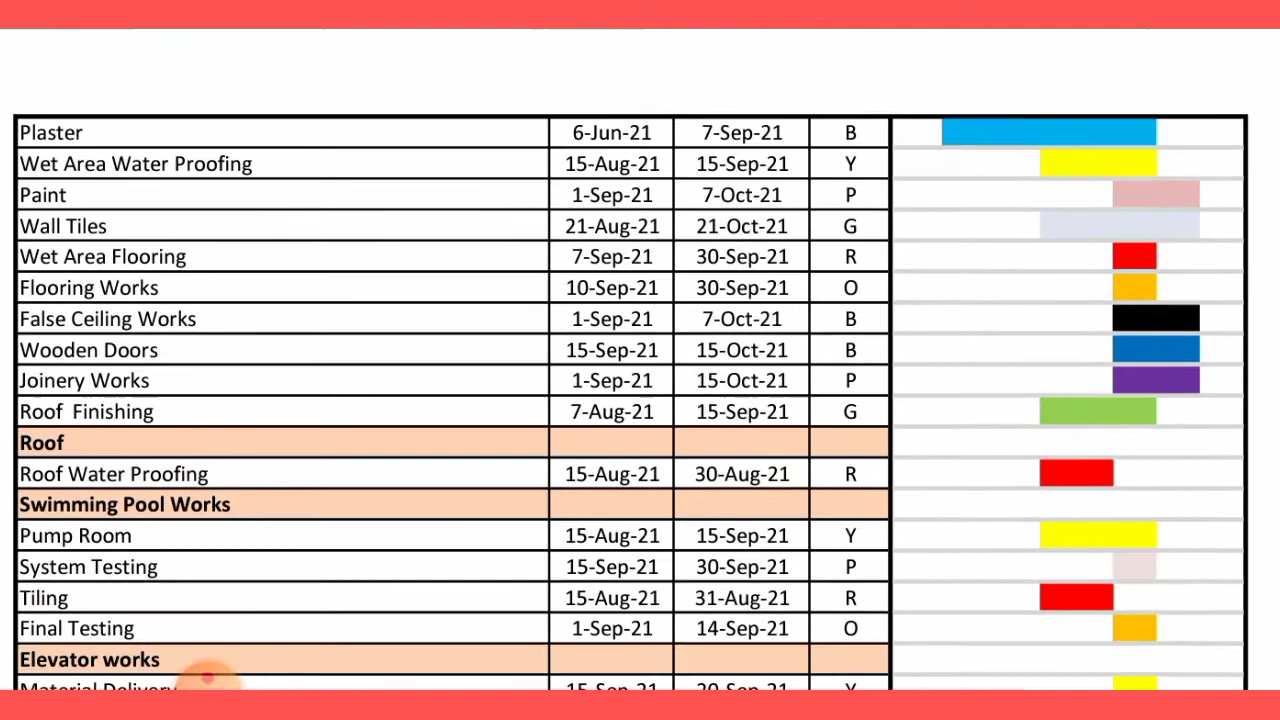 Plaster 6-Jun-21 7-Sep-21 B
Wet Area Water Proofing 15-Aug-21 15-Sep-21 Y
Paint 1-Sep-21 7-Oct-21 P
Wall Tiles 21-Aug-21 21-Oct-21 G
Wet Area Flooring 7-Sep-21 30-Sep-21 R
Flooring Works 10-Sep-21 30-Sep-21 O
False Ceiling Works 1-Sep-21 7-Oct-21 B
Wooden Doors 15-Sep-21 15-Oct-21 B
Joinery Works 1-Sep-21 15-Oct-21 P
Roof Finishing 7-Aug-21 15-Sep-21 G
Roof
Roof Water Proofing 15-Aug-21 30-Aug-21 R
Swimming Pool Works
Pump Room 15-Aug-21 15-Sep-21 Y
System Testing 15-Sep-21 30-Sep-21 P
Tiling 15-Aug-21 31-Aug-21 R
Final Testing 1-Sep-21 14-Sep-21 O
Elevator works
Material Delivery 15-Sep-21 Y